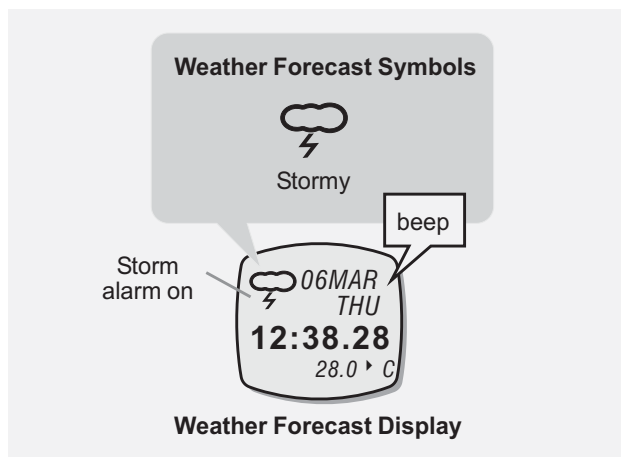 Weather Forecast Symbols
Stormy
beep
Storm
alarm on
06MAR
THU
12:38.28
28.0 ‣ C
Weather Forecast Display